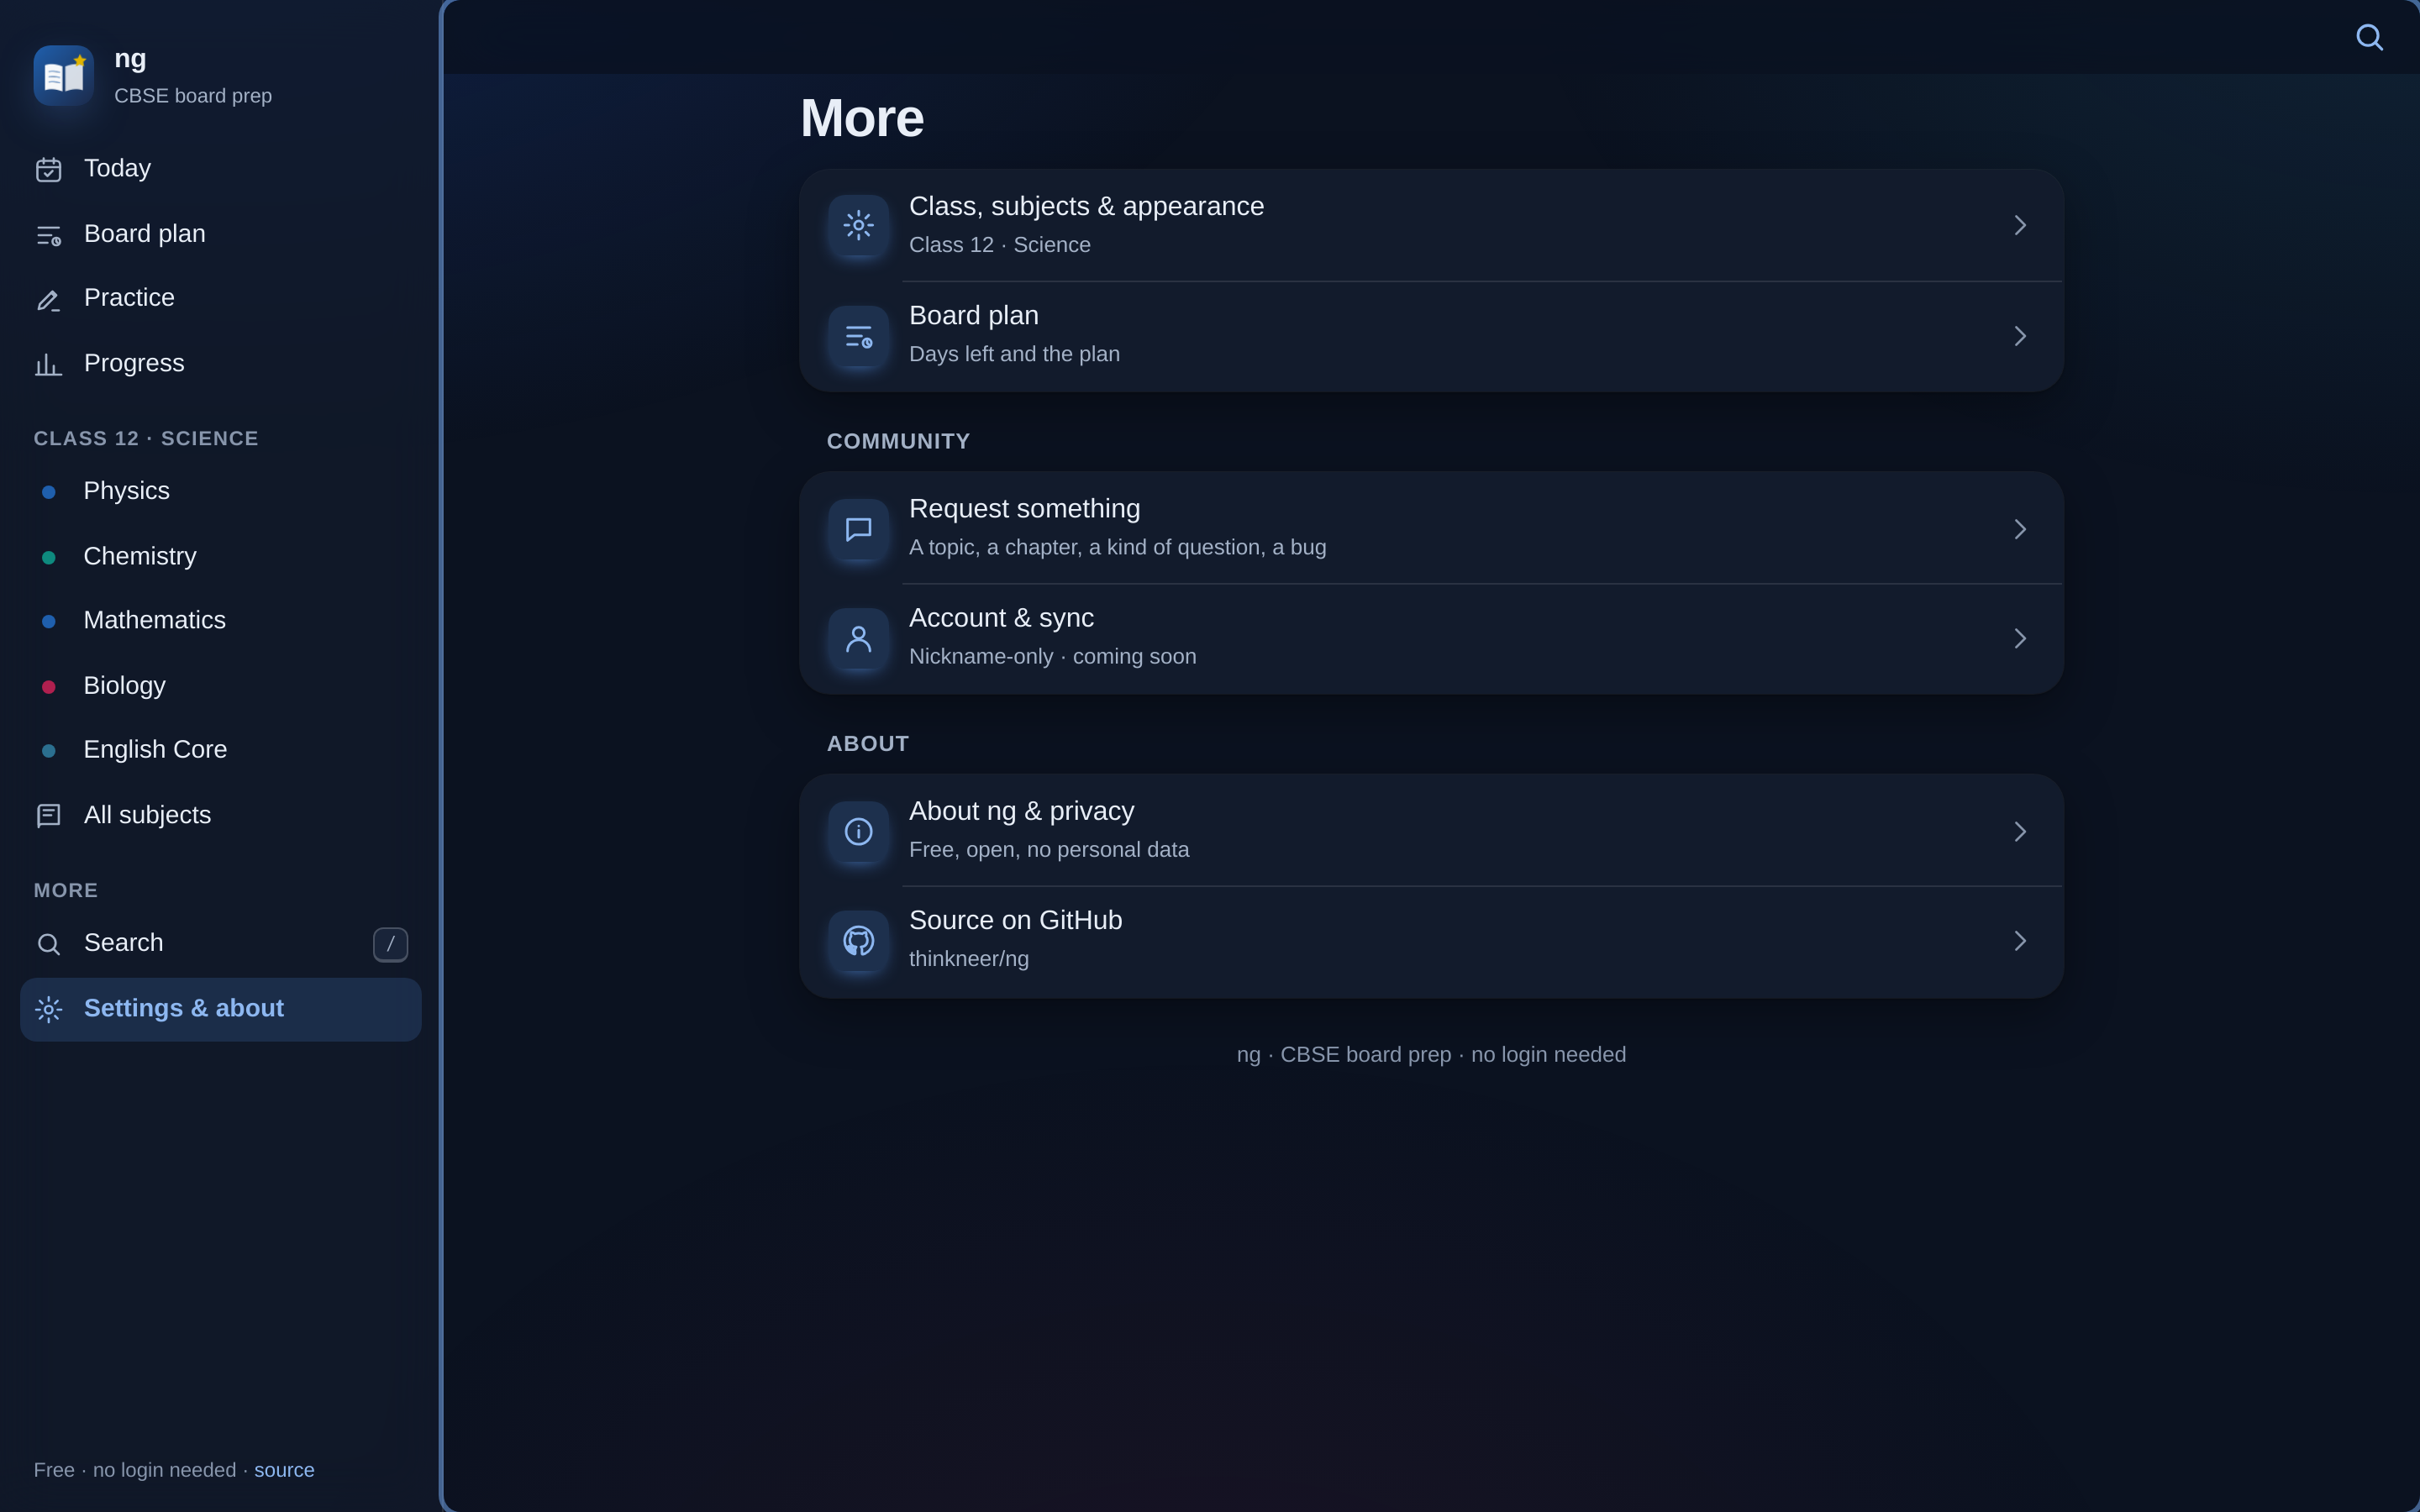 ng
CBSE board prep
Today
Board plan
Practice
Progress
CLASS 12 · SCIENCE
Physics
Chemistry
Mathematics
Biology
English Core
All subjects
MORE
Search /
Settings & about
Free · no login needed · source
More
Class, subjects & appearance
Class 12 · Science
Board plan
Days left and the plan
COMMUNITY
Request something
A topic, a chapter, a kind of question, a bug
Account & sync
Nickname-only · coming soon
ABOUT
About ng & privacy
Free, open, no personal data
Source on GitHub
thinkneer/ng
ng · CBSE board prep · no login needed